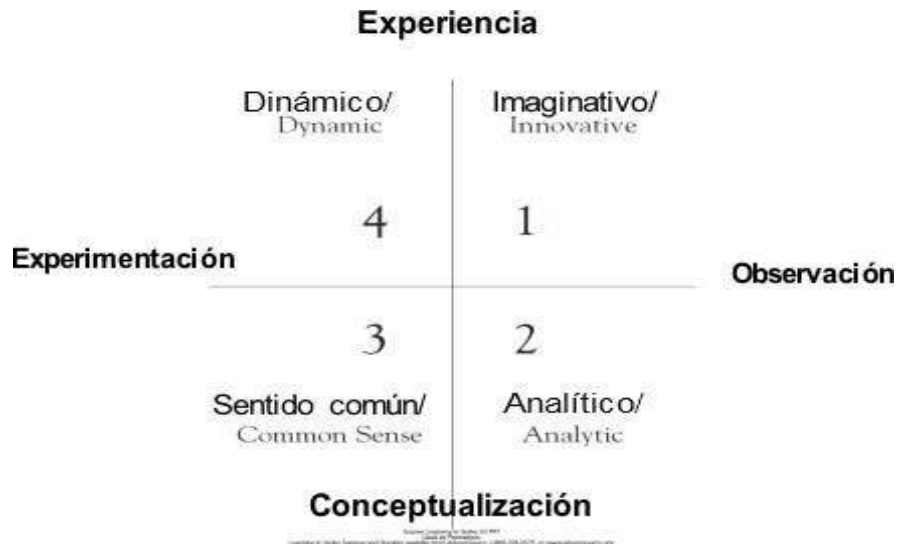 Experiencia
Dinámico/
Dynamic
Imaginativo/
Innovative
4
1
Experimentación
Observación
3
2
Sentido común/
Common Sense
Analítico/
Analytic
Conceptualización